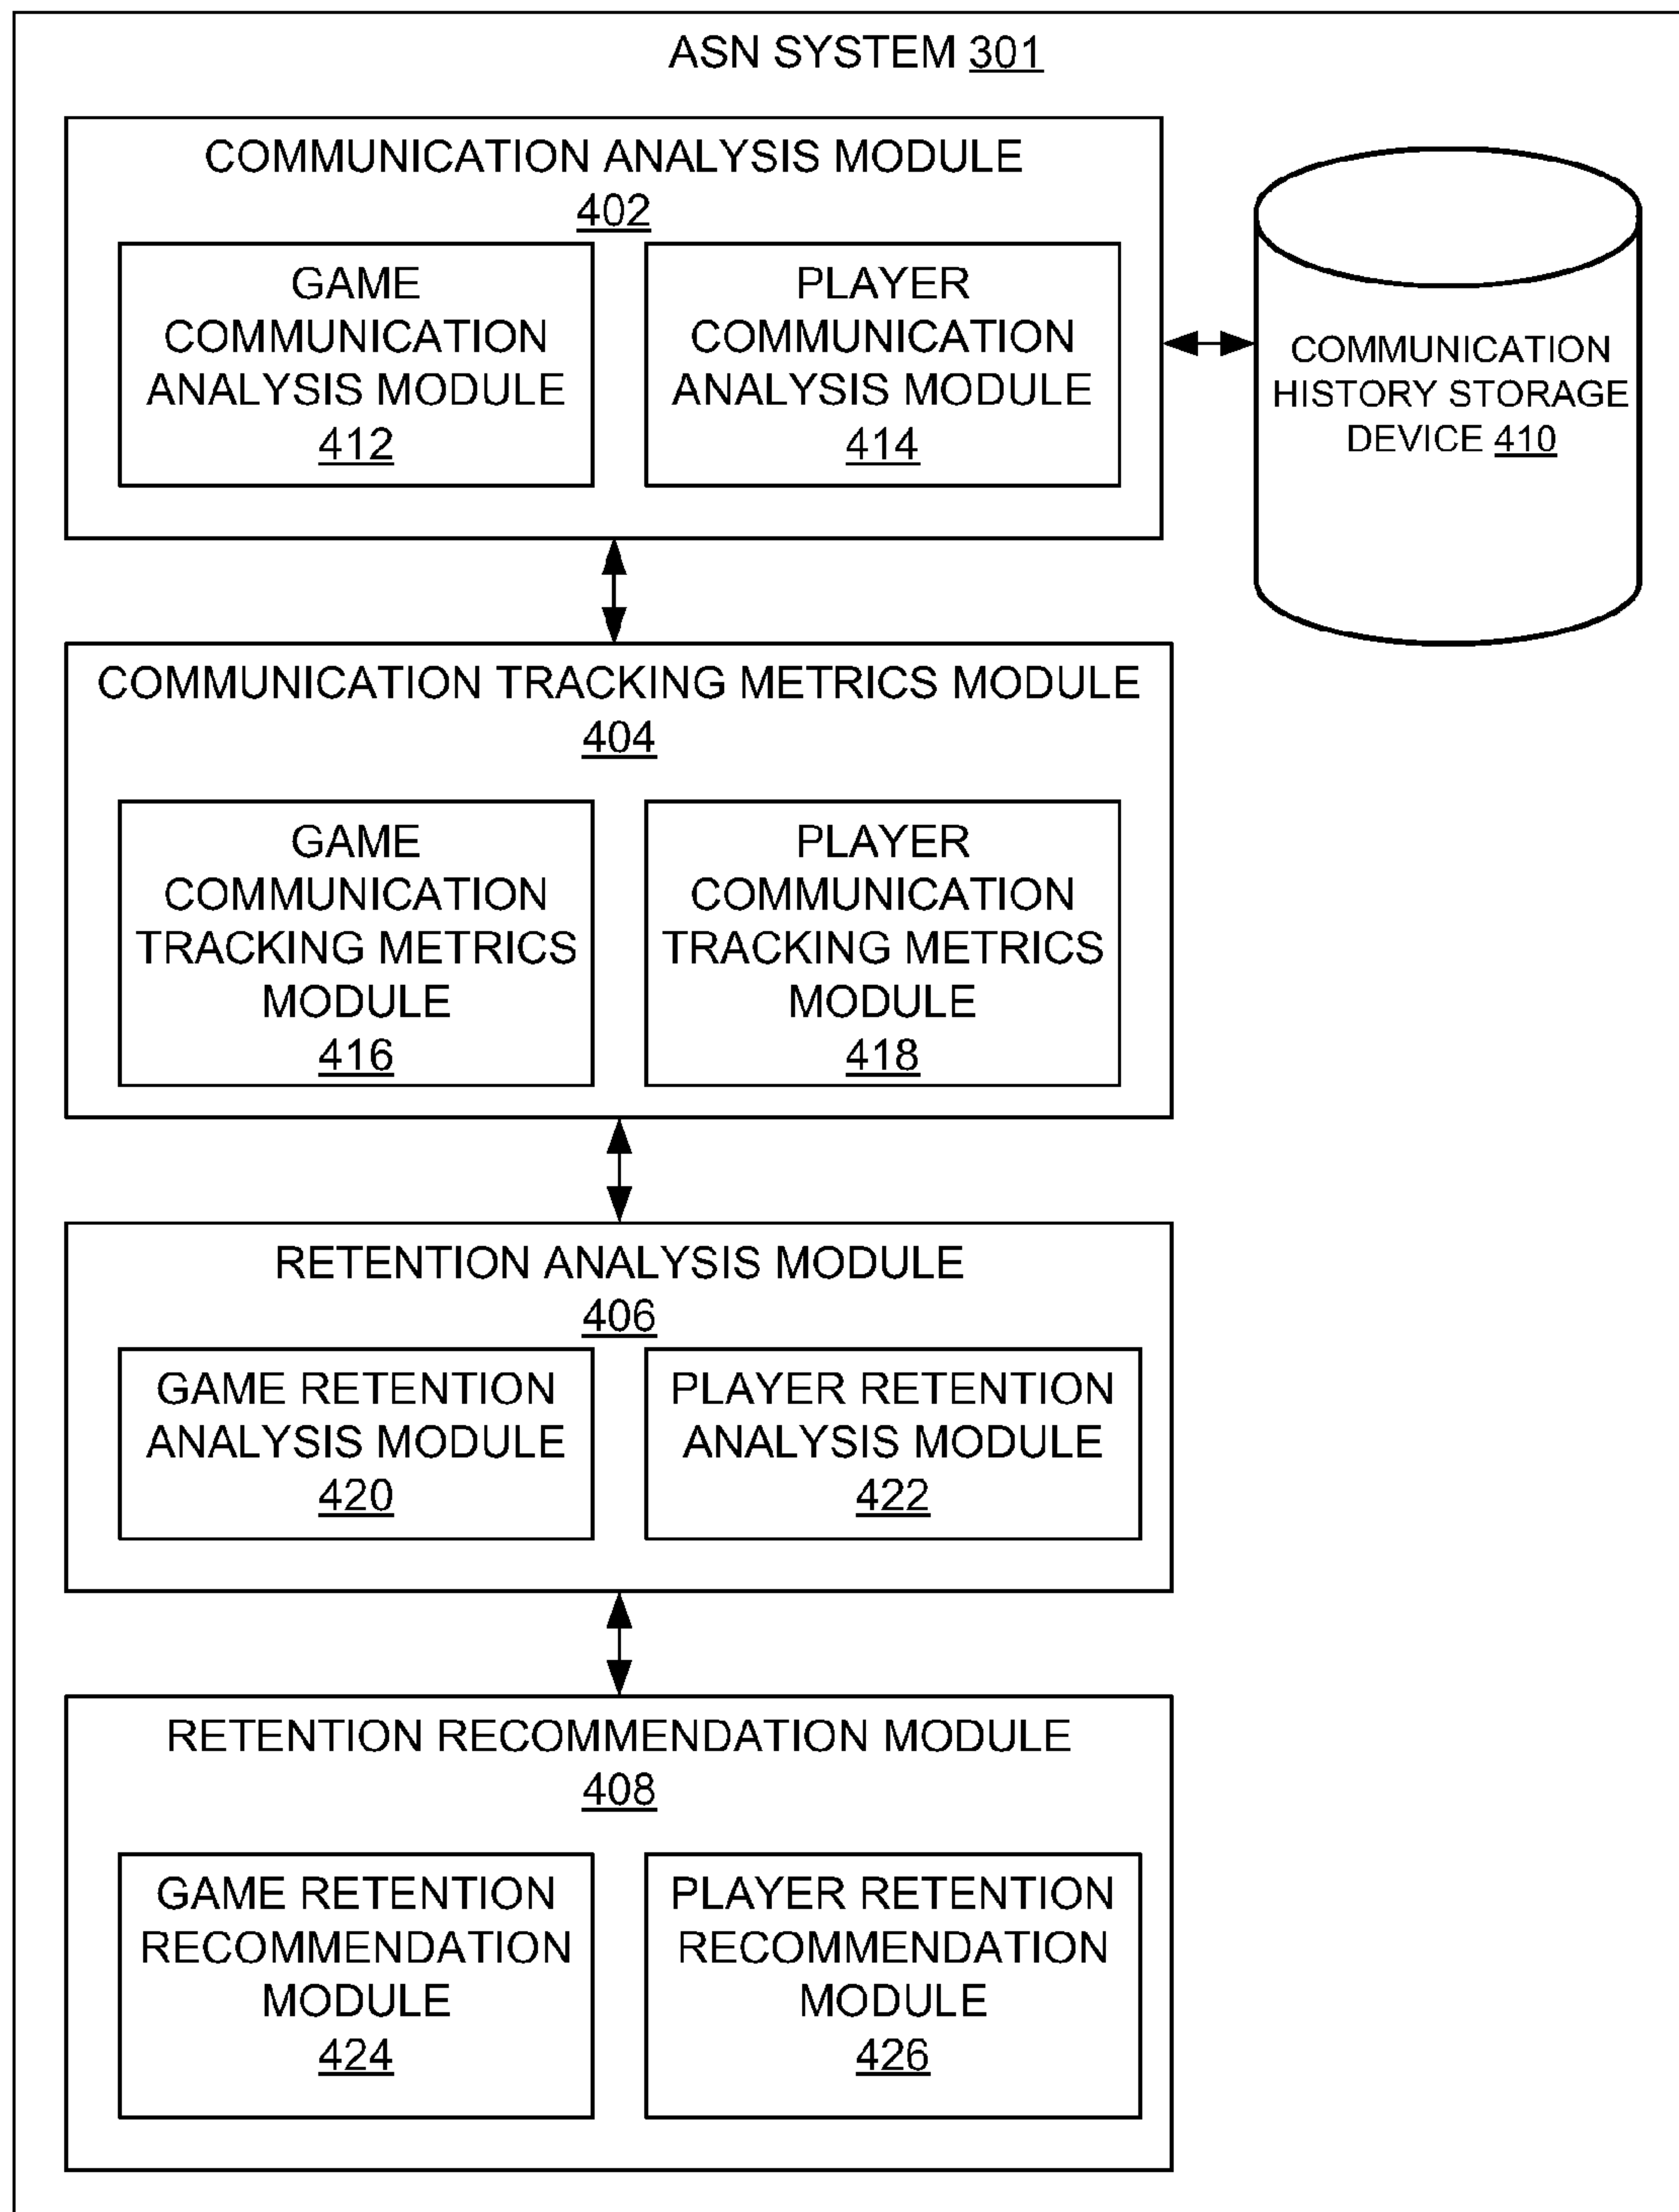 ASN SYSTEM 301
COMMUNICATION ANALYSIS MODULE
402
GAME
COMMUNICATION
ANALYSIS MODULE
412
PLAYER
COMMUNICATION
ANALYSIS MODULE
414
COMMUNICATION
HISTORY STORAGE
DEVICE 410
COMMUNICATION TRACKING METRICS MODULE
404
GAME
COMMUNICATION
TRACKING METRICS
MODULE
416
PLAYER
COMMUNICATION
TRACKING METRICS
MODULE
418
RETENTION ANALYSIS MODULE
406
GAME RETENTION
ANALYSIS MODULE
420
PLAYER RETENTION
ANALYSIS MODULE
422
RETENTION RECOMMENDATION MODULE
408
GAME RETENTION
RECOMMENDATION
MODULE
424
PLAYER RETENTION
RECOMMENDATION
MODULE
426